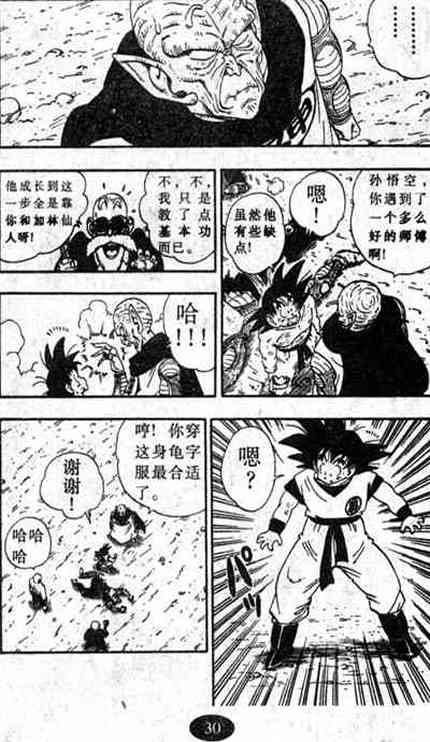 …………
孙悟空，
你遇到了
一个多么
好的师傅
啊！
嗯！
虽然他
有些缺
点！
不，不，
我只是
教了点
基本功
而已。
他成长到这
步全是靠
你和加林仙
人呀！
哈！！！
嗯？
パッ
哼！你穿
这身龟字
服最合适
了。
谢谢！
哈哈
哈
30